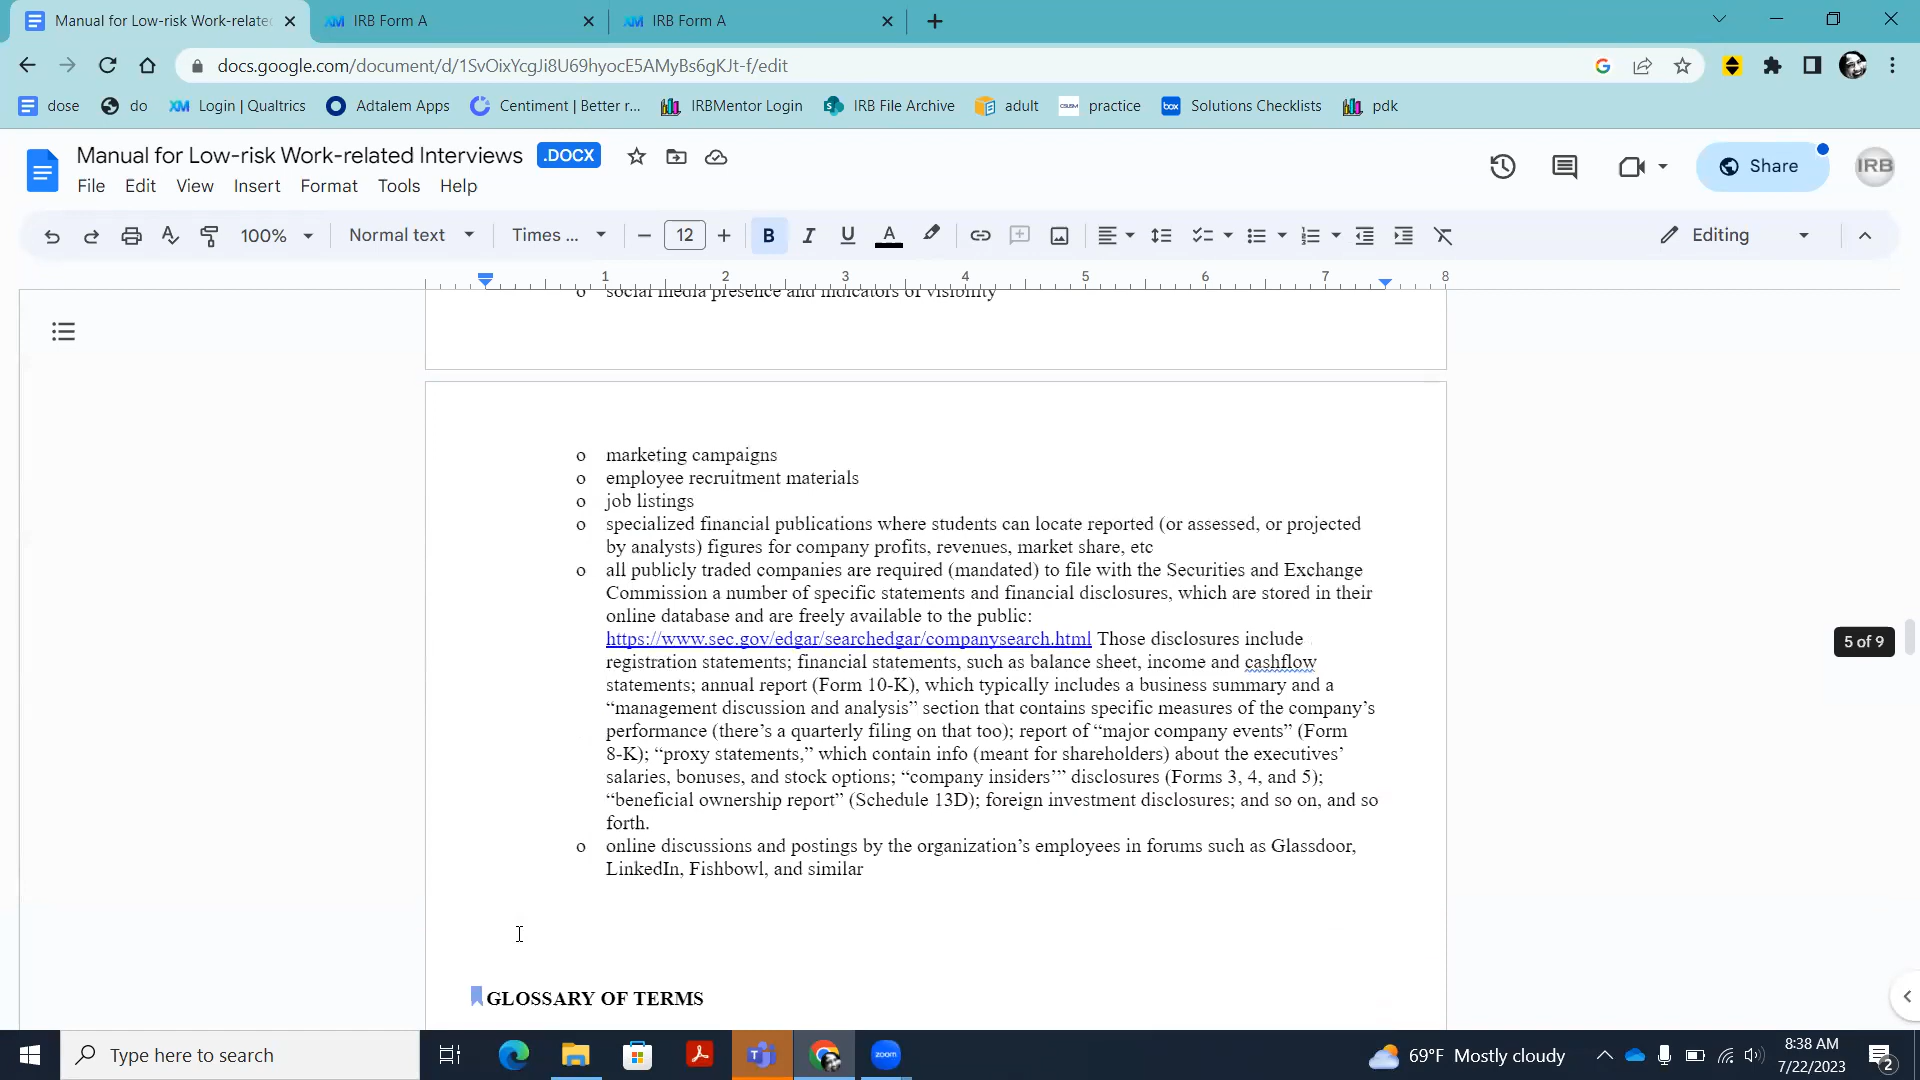 Manual for Low-risk Work-relate
IRB Form A
IRB Form A
docs.google.com/document/d/1SvOixYcgJi8U69hyocE5AMyBs6gKJt-f/edit
dose
do
XM Login | Qualtrics
Adtalem Apps
Centiment | Better r...
IRBMentor Login
IRB File Archive
adult
CSUSM practice
box Solutions Checklists
pdk
Manual for Low-risk Work-related Interviews .DOCX
Share
IRB
File Edit View Insert Format Tools Help
100% Normal text Times ... 12 B I U A Editing
1 2 3 4 5 6 7 8
o social media presence and indicators of visibility
o marketing campaigns
o employee recruitment materials
o job listings
o specialized financial publications where students can locate reported (or assessed, or projected
by analysts) figures for company profits, revenues, market share, etc
o all publicly traded companies are required (mandated) to file with the Securities and Exchange
Commission a number of specific statements and financial disclosures, which are stored in their
online database and are freely available to the public:
https://www.sec.gov/edgar/searchedgar/companysearch.html Those disclosures include
5 of 9
registration statements; financial statements, such as balance sheet, income and cashflow
statements; annual report (Form 10-K), which typically includes a business summary and a
“management discussion and analysis” section that contains specific measures of the company’s
performance (there’s a quarterly filing on that too); report of “major company events” (Form
8-K); “proxy statements,” which contain info (meant for shareholders) about the executives’
salaries, bonuses, and stock options; “company insiders’” disclosures (Forms 3, 4, and 5);
“beneficial ownership report” (Schedule 13D); foreign investment disclosures; and so on, and so
forth.
o online discussions and postings by the organization’s employees in forums such as Glassdoor,
LinkedIn, Fishbowl, and similar
GLOSSARY OF TERMS
Type here to search
zoom
69°F Mostly cloudy
8:38 AM
7/22/2023
2